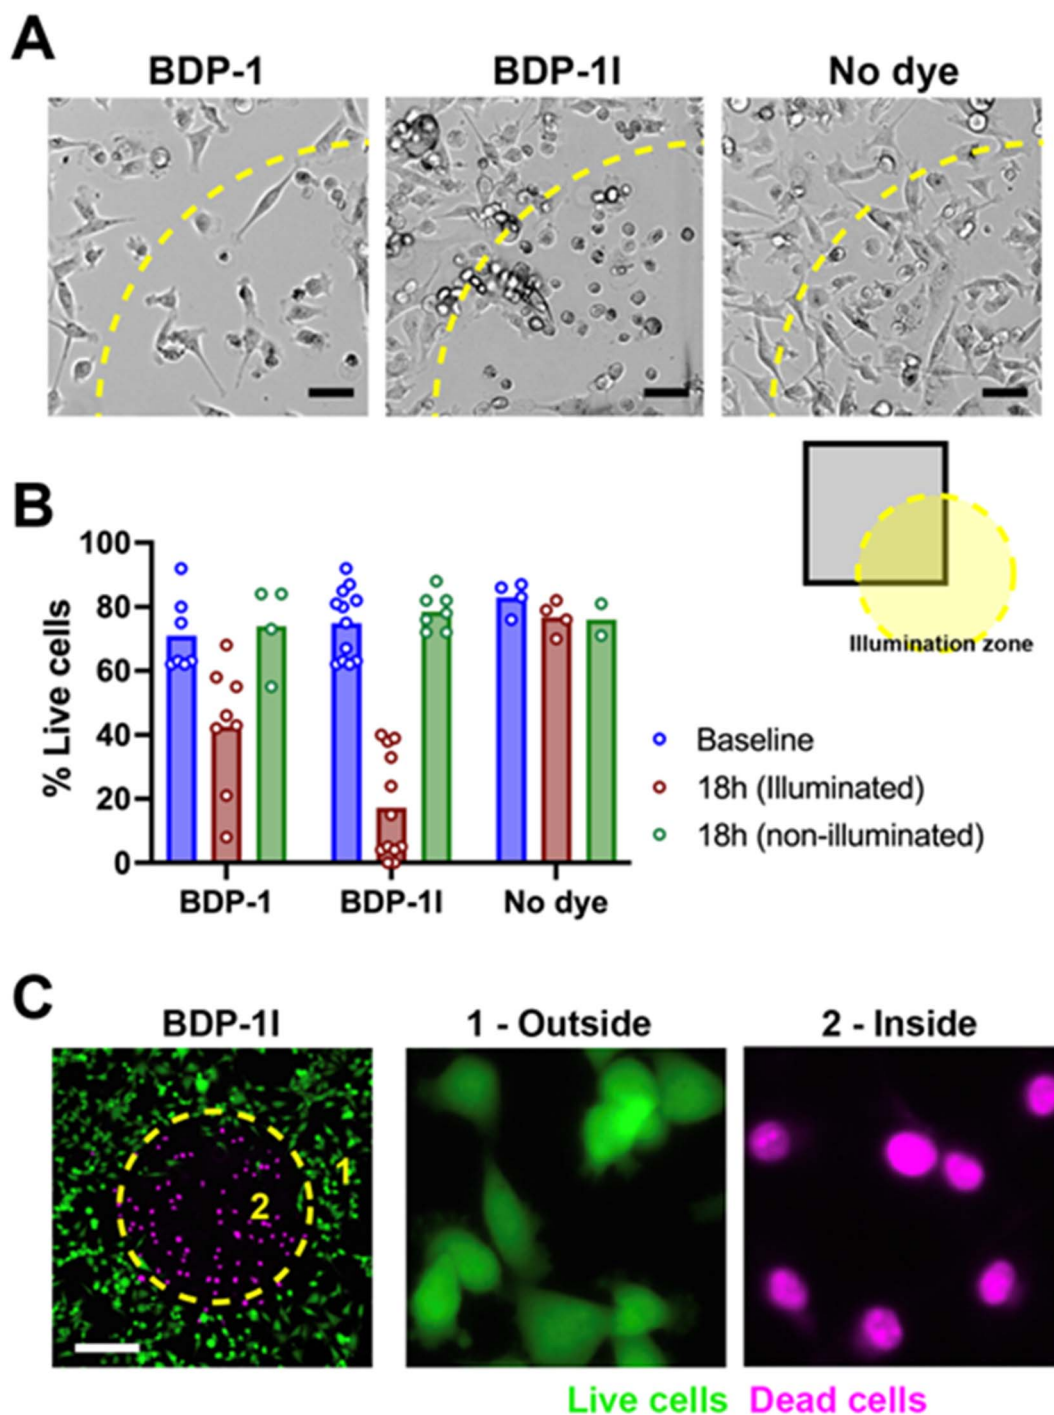 A
BDP-1
BDP-1I
No dye
Illumination zone
B
% Live cells
100
80
60
40
20
0
BDP-1
BDP-1I
No dye
Baseline
18h (Illuminated)
18h (non-illuminated)
C
BDP-1I
1 - Outside
2 - Inside
1
2
Live cells Dead cells